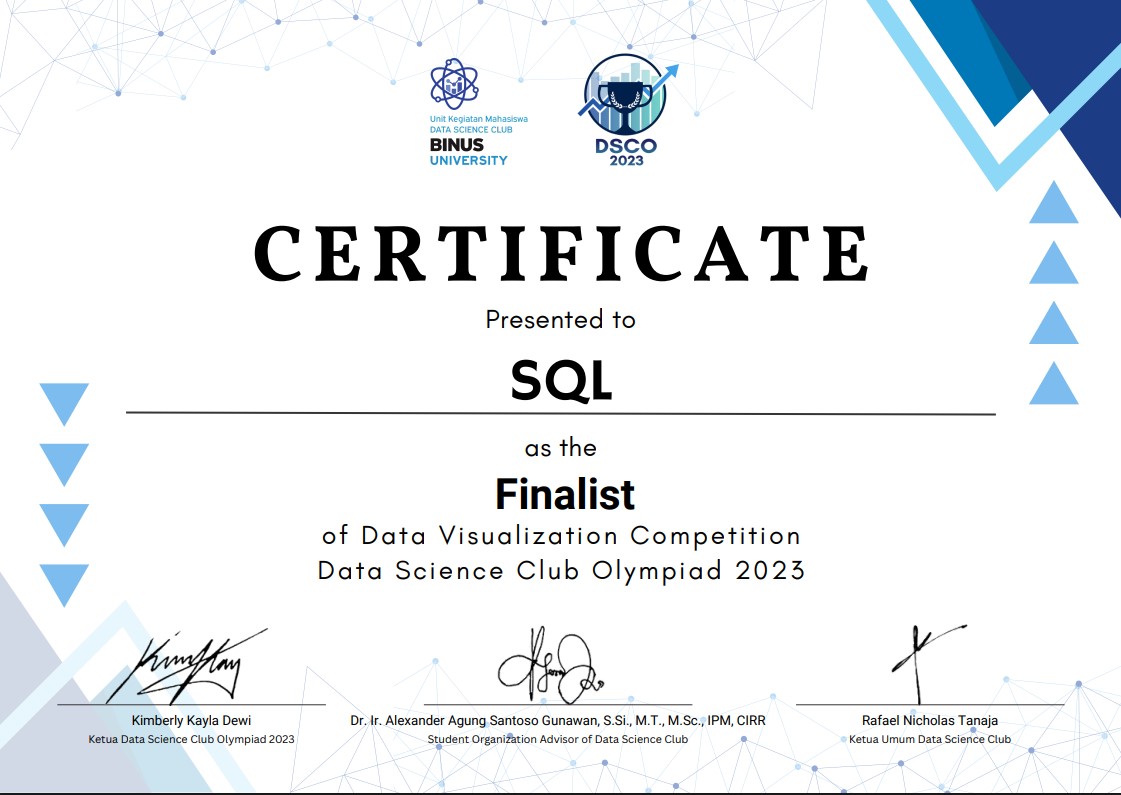 Unit Kegiatan Mahasiswa
DATA SCIENCE CLUB
BINUS
UNIVERSITY
DSCO
2023
CERTIFICATE
Presented to
SQL
as the
Finalist
of Data Visualization Competition
Data Science Club Olympiad 2023
Kimberly Kayla Dewi
Ketua Data Science Club Olympiad 2023
Dr. Ir. Alexander Agung Santoso Gunawan, S.Si., M.T., M.Sc., IPM, CIRR
Student Organization Advisor of Data Science Club
Rafael Nicholas Tanaja
Ketua Umum Data Science Club